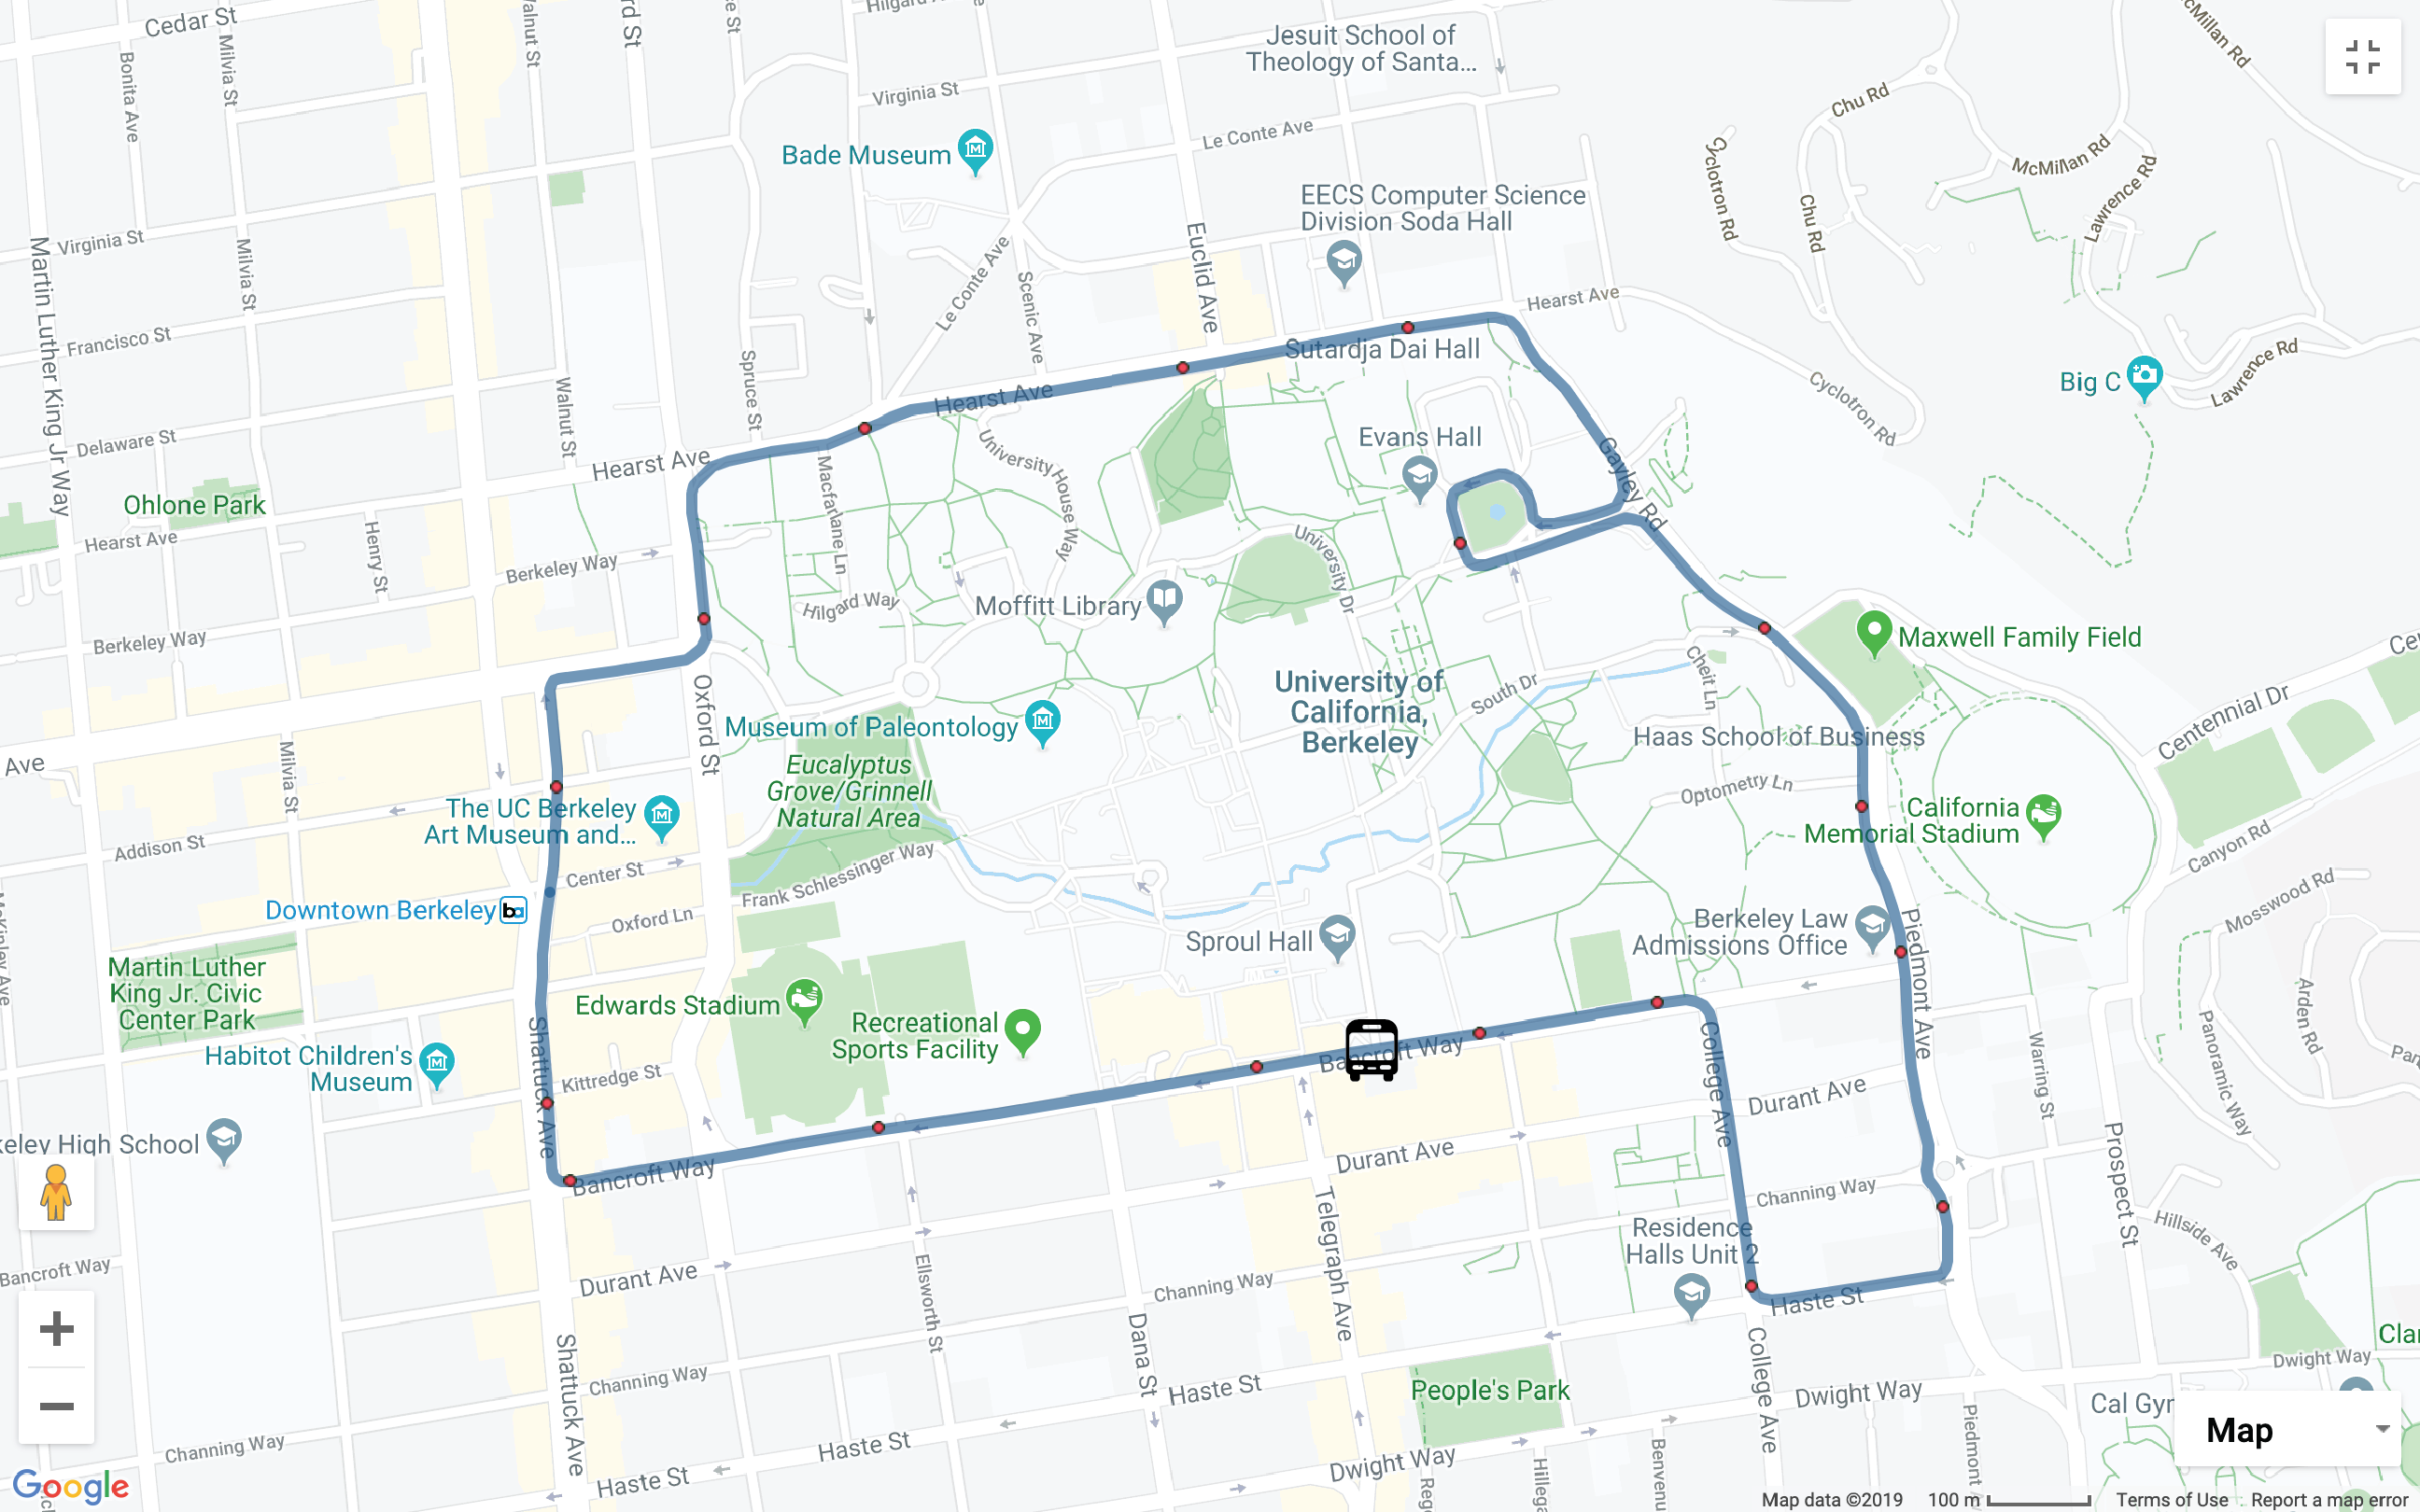 Cedar St
Bonita Ave
Milvia St
Walnut St
Virginia St
Jesuit School of
Theology of Santa...
Le Conte Ave
Bade Museum
EECS Computer Science
Division Soda Hall
Chu Rd
McMillan Rd
McMillan Rd
Cyclotron Rd
Chu Rd
Lawrence Rd
Virginia St
Milvia St
Martin Luther King Jr Way
Francisco St
Le Conte Ave
Scenic Ave
Euclid Ave
Hearst Ave
Sutardja Dai Hall
Spruce St
Walnut St
Hearst Ave
Cyclotron Rd
Big C
Lawrence Rd
Delaware St
Hearst Ave
University House Way
Evans Hall
Gayley Rd
Ohlone Park
Macfarlane Ln
Hearst Ave
Henry St
Berkeley Way
University Dr
Berkeley Way
Hilgard Way
Moffitt Library
Maxwell Family Field
University of
California,
Berkeley
South Dr
Cheit Ln
Centennial Dr
Oxford St
Museum of Paleontology
Haas School of Business
Ave
Milvia St
Eucalyptus
Grove/Grinnell
Natural Area
Optometry Ln
The UC Berkeley
Art Museum and...
California
Memorial Stadium
Addison St
Center St
Frank Schlessinger Way
Canyon Rd
Mosswood Rd
Downtown Berkeley
Oxford Ln
Sproul Hall
Berkeley Law
Admissions Office
Piedmont Ave
Martin Luther
King Jr. Civic
Center Park
Edwards Stadium
Recreational
Sports Facility
Arden Rd
Panoramic Way
Habitot Children's
Museum
Shattuck Ave
Kittredge St
Bancroft Way
College Ave
Durant Ave
Warring St
High School
Bancroft Way
Durant Ave
Channing Way
Prospect St
Hillside Ave
Telegraph Ave
Residence
Halls Unit 2
Bancroft Way
Durant Ave
Ellsworth St
Channing Way
Haste St
Dana St
Shattuck Ave
Channing Way
College Ave
Dwight Way
People's Park
Haste St
Dwight Way
Cal
Map
Channing Way
Haste St
Haste St
Dwight Way
Piedmont
Google
Map data ©2019
100 m
Terms of Use
Report a map error